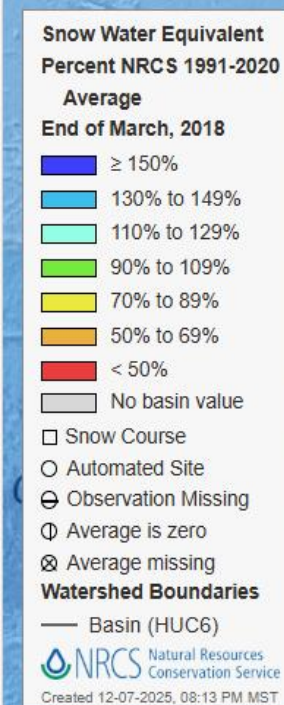 Snow Water Equivalent
Percent NRCS 1991-2020
Average
End of March, 2018
≥ 150%
130% to 149%
110% to 129%
90% to 109%
70% to 89%
50% to 69%
< 50%
No basin value
Snow Course
Automated Site
Observation Missing
Average is zero
Average missing
Watershed Boundaries
Basin (HUC6)
NRCS Natural Resources
Conservation Service
Created 12-07-2025, 08:13 PM MST